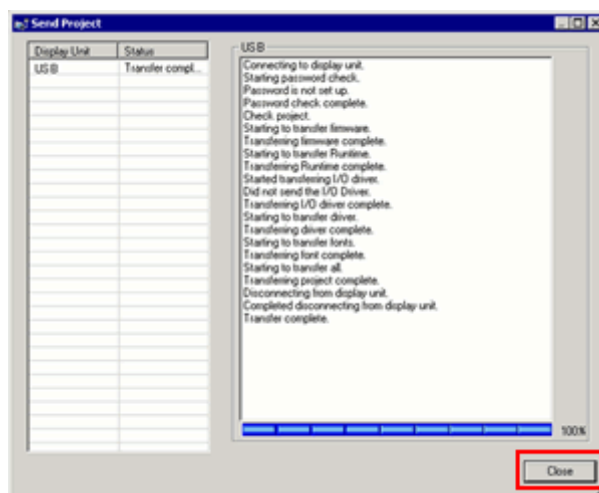 Send Project
Display Unit Status
USB Transfer compl...
USB
Connecting to display unit.
Starting password check.
Password is not set up.
Password check complete.
Check project.
Starting to transfer firmware.
Transferring firmware complete.
Starting to transfer Runtime.
Transferring Runtime complete.
Started transferring I/O driver.
Did not send the I/O Driver.
Transferring I/O driver complete.
Starting to transfer driver.
Transferring driver complete.
Starting to transfer fonts.
Transferring font complete.
Starting to transfer all.
Transferring project complete.
Disconnecting from display unit.
Completed disconnecting from display unit.
Transfer complete.
100%
Close